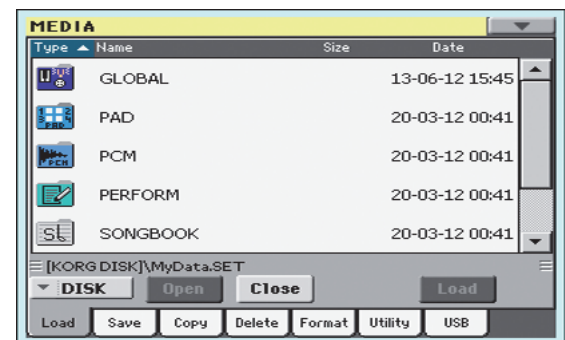 MEDIA
Type Name Size Date
GLOBAL 13-06-12 15:45
PAD 20-03-12 00:41
PCM 20-03-12 00:41
PERFORM 20-03-12 00:41
SONGBOOK 20-03-12 00:41
[KORG DISK]\MyData.SET
DISK Open Close Load
Load Save Copy Delete Format Utility USB